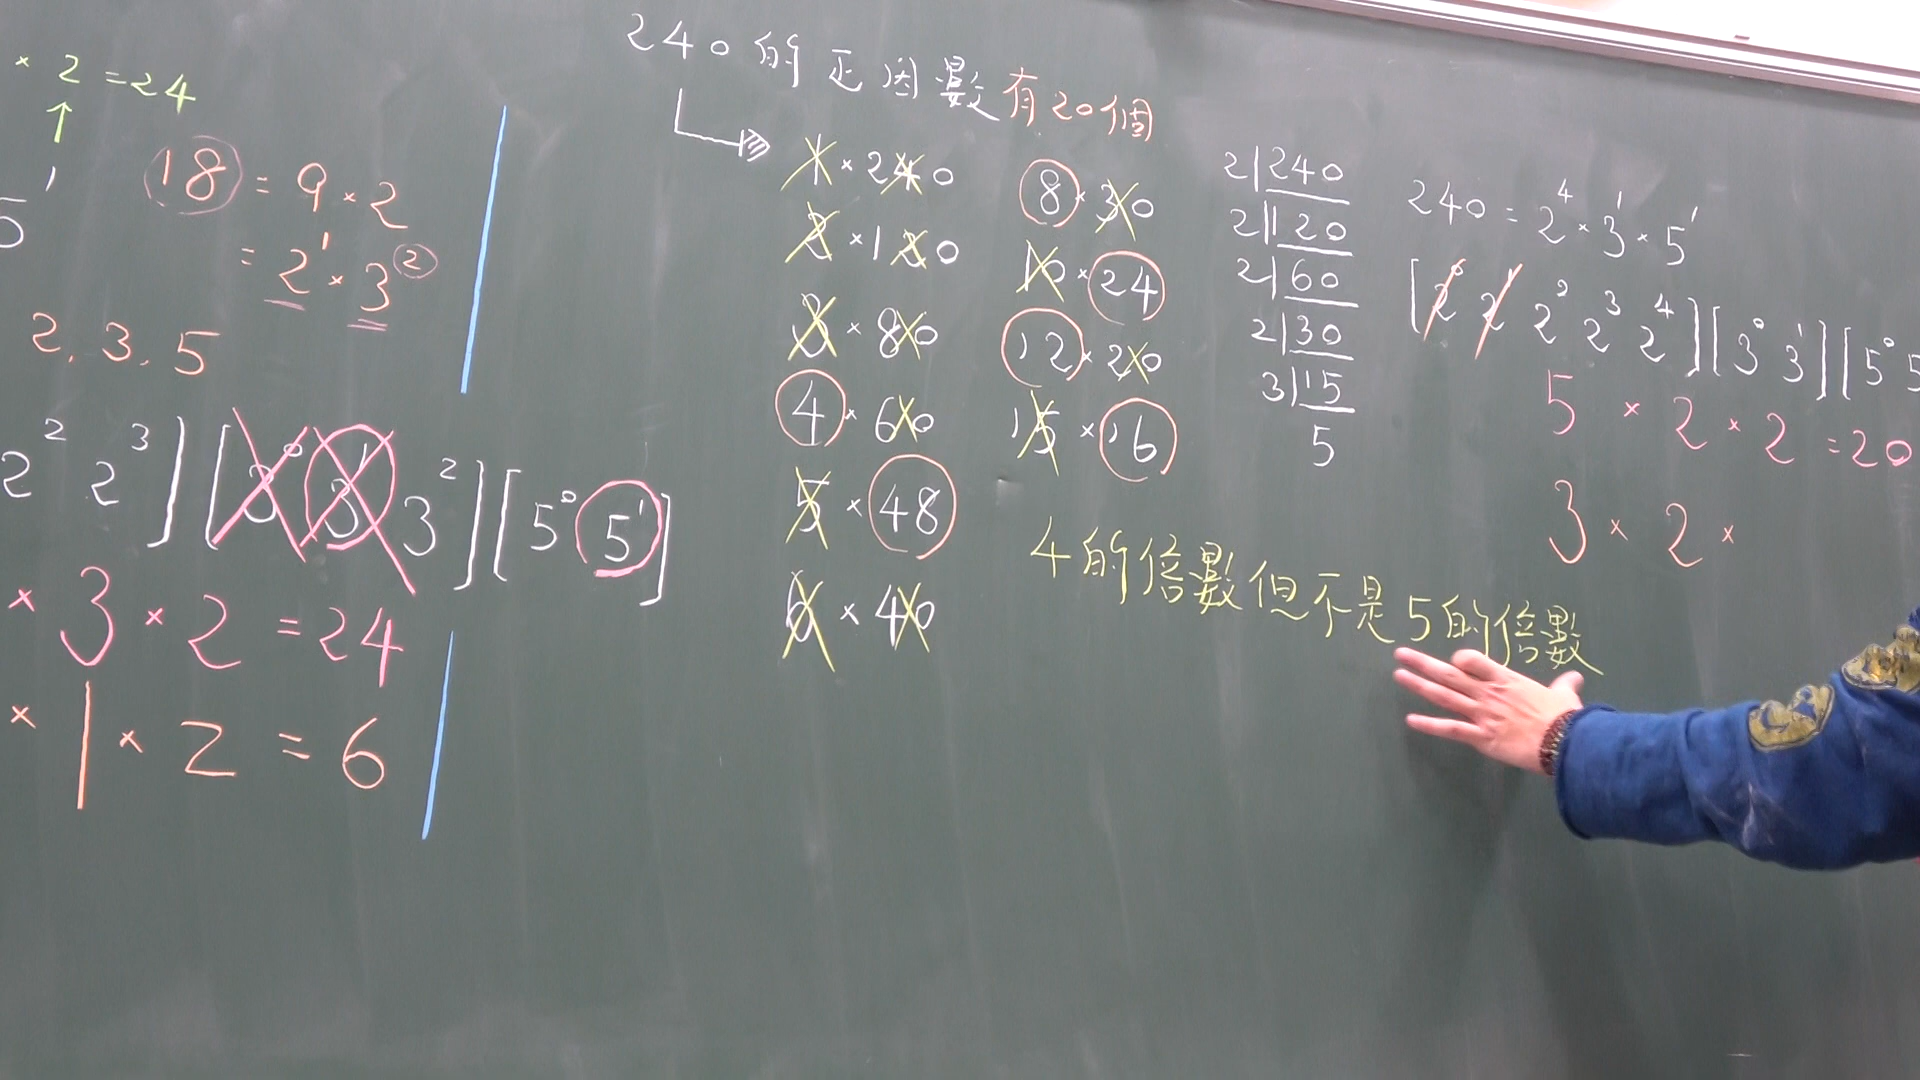 × 2 = 24
↑
5¹
18 = 9 × 2
= 2¹ × 3²
2, 3, 5
2² 2³] [3⁰ 3¹ 3²] [5⁰ 5¹]
× 3 × 2 = 24
× 1 × 2 = 6
240的正因數有20個
1 × 240
2 × 120
3 × 80
4 × 60
5 × 48
6 × 40
8 × 30
10 × 24
12 × 20
15 × 16
4的倍數但不是5的倍數
2|240
2|120
2|60
2|30
3|15
5
240 = 2⁴ × 3¹ × 5¹
[2⁰ 2¹ 2² 2³ 2⁴] [3⁰ 3¹] [5⁰ 5
5 × 2 × 2 = 20
3 × 2 ×